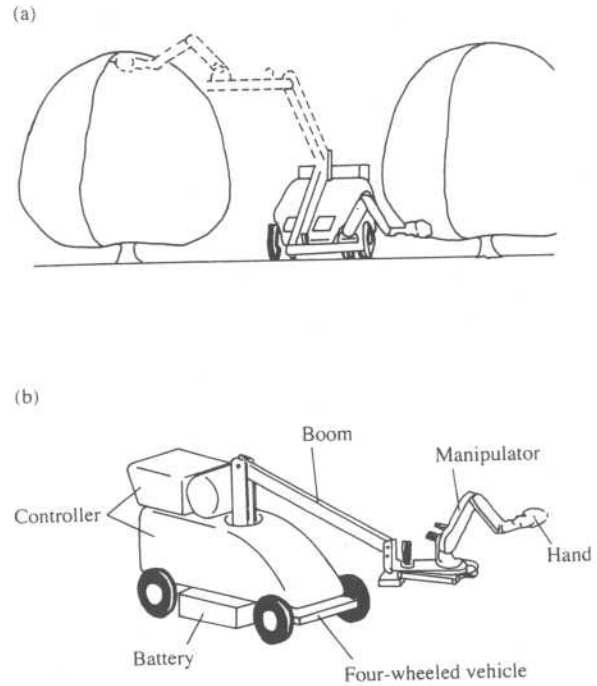 (a)
(b)
Boom
Manipulator
Controller
Hand
Battery
Four-wheeled vehicle